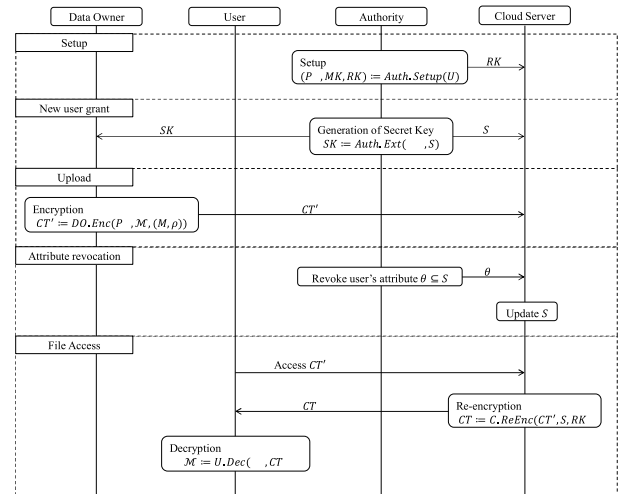 Data Owner
User
Authority
Cloud Server
Setup
Setup
(P ,MK,RK) ≔ Auth.Setup(U)
RK
New user grant
SK
Generation of Secret Key
SK ≔ Auth.Ext( ,S)
S
Upload
Encryption
CT′ ≔ DO.Enc(P ,ℳ,(M,ρ))
CT′
Attribute revocation
Revoke user's attribute θ ⊆ S
θ
Update S
File Access
Access CT′
CT
Re-encryption
CT ≔ C.ReEnc(CT′,S,RK
Decryption
ℳ ≔ U.Dec( ,CT